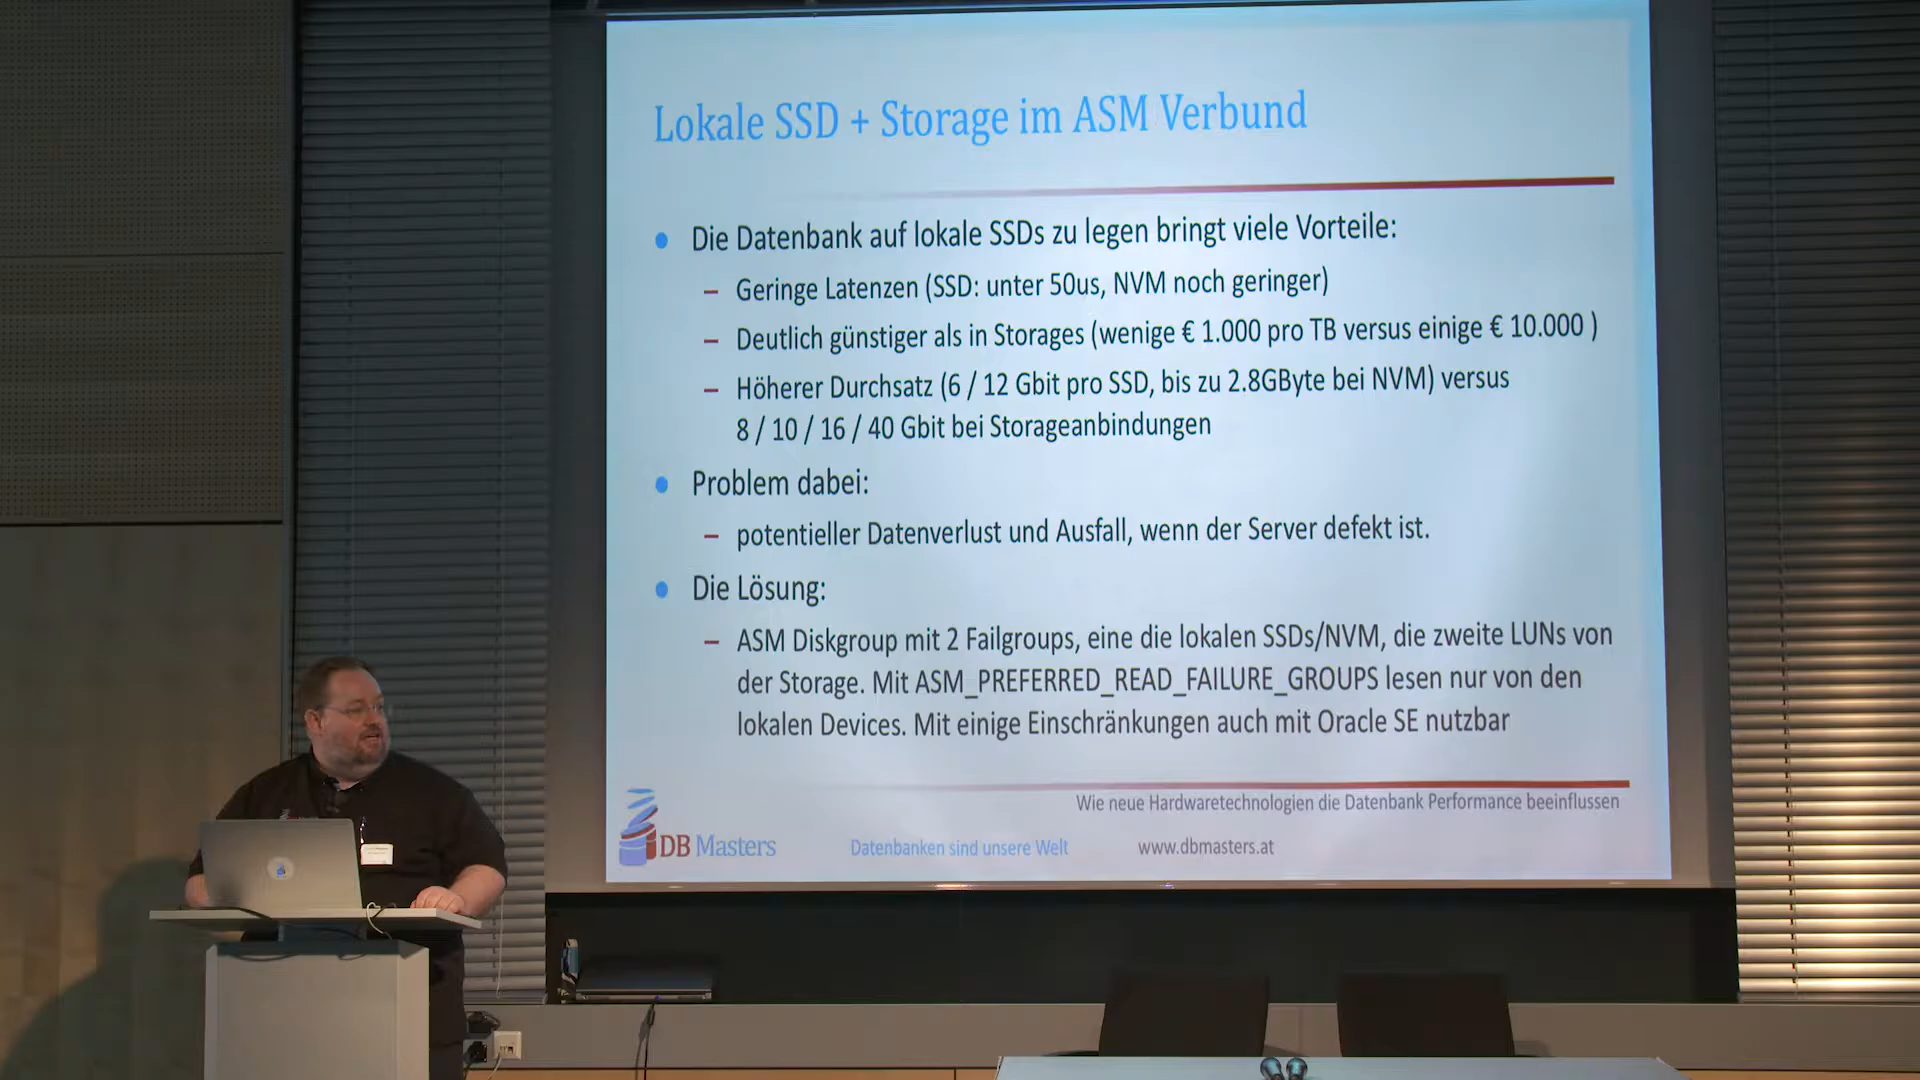 Lokale SSD + Storage im ASM Verbund
Die Datenbank auf lokale SSDs zu legen bringt viele Vorteile:
– Geringe Latenzen (SSD: unter 50us, NVM noch geringer)
– Deutlich günstiger als in Storages (wenige € 1.000 pro TB versus einige € 10.000 )
– Höherer Durchsatz (6 / 12 Gbit pro SSD, bis zu 2.8GByte bei NVM) versus
8 / 10 / 16 / 40 Gbit bei Storageanbindungen
Problem dabei:
– potentieller Datenverlust und Ausfall, wenn der Server defekt ist.
Die Lösung:
– ASM Diskgroup mit 2 Failgroups, eine die lokalen SSDs/NVM, die zweite LUNs von
der Storage. Mit ASM_PREFERRED_READ_FAILURE_GROUPS lesen nur von den
lokalen Devices. Mit einige Einschränkungen auch mit Oracle SE nutzbar
Wie neue Hardwaretechnologien die Datenbank Performance beeinflussen
DB Masters
Datenbanken sind unsere Welt
www.dbmasters.at